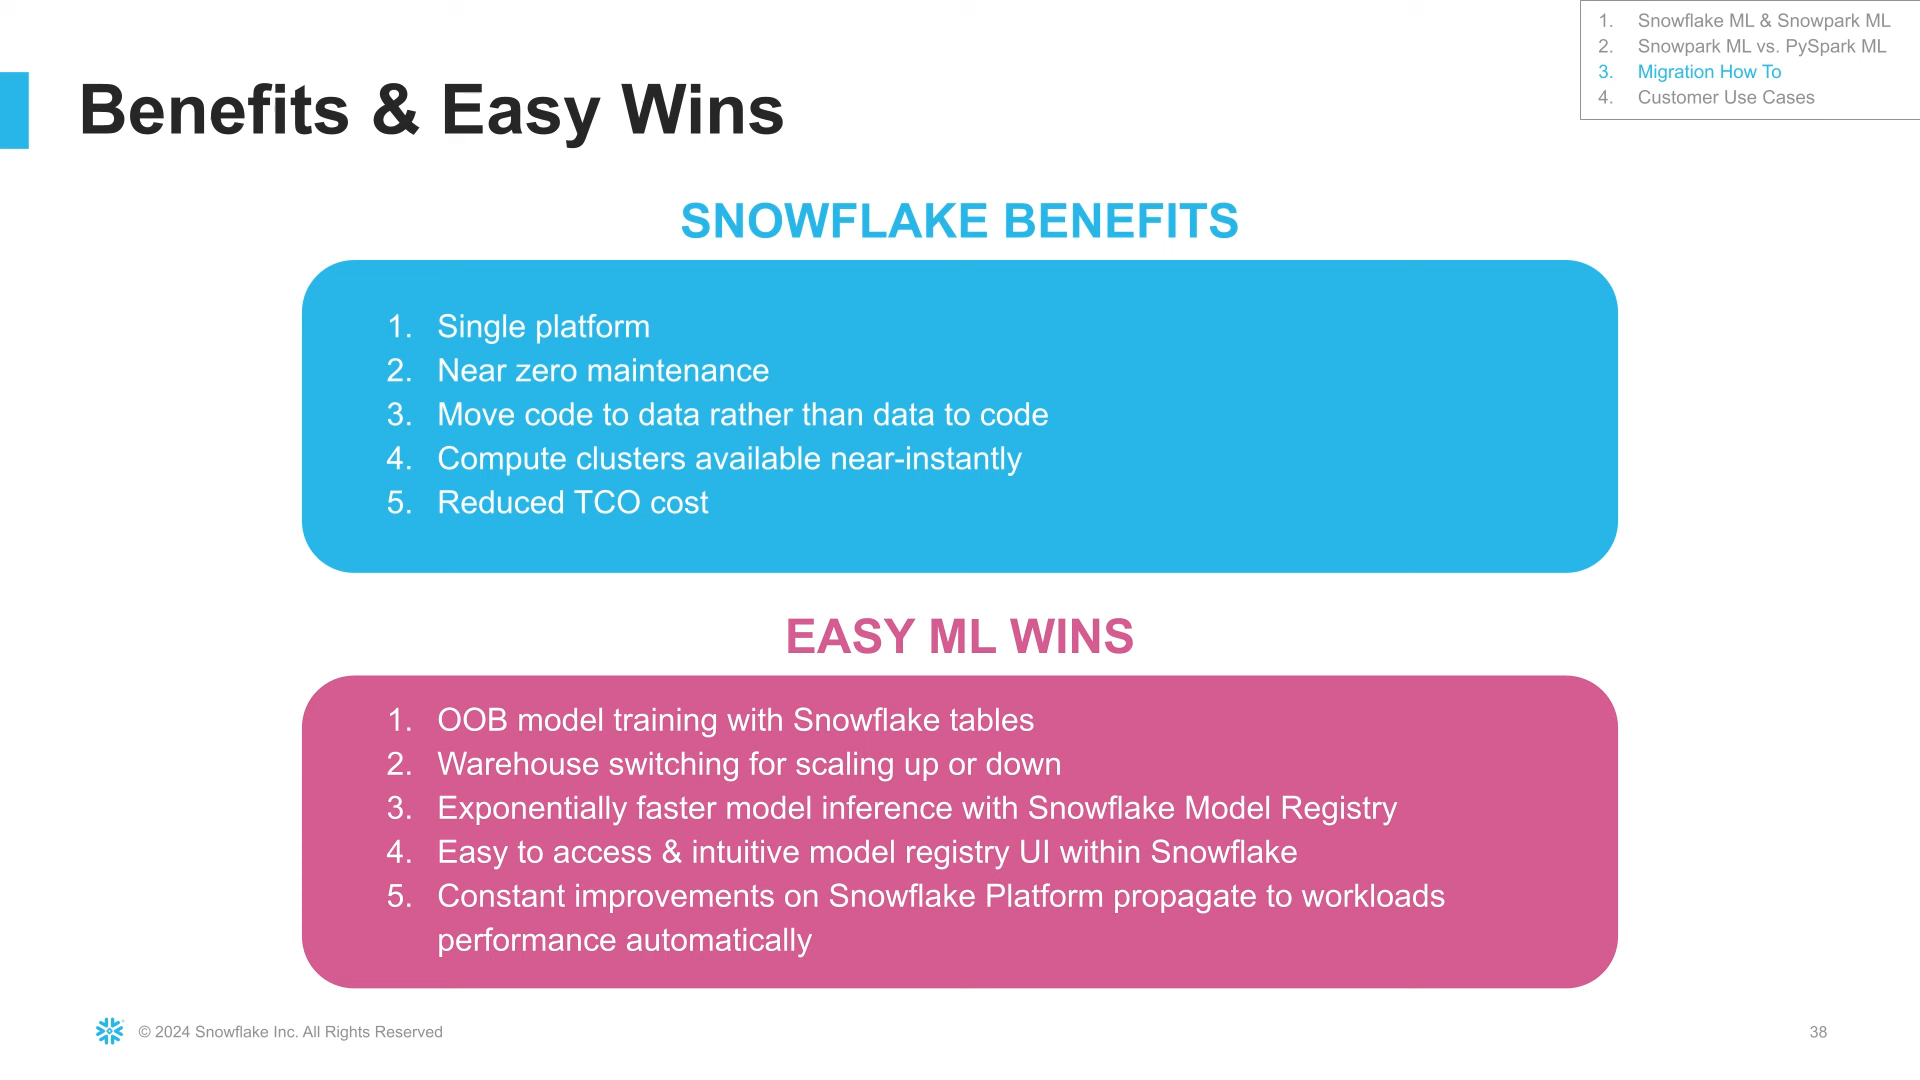 1. Snowflake ML & Snowpark ML
2. Snowpark ML vs. PySpark ML
3. Migration How To
4. Customer Use Cases
Benefits & Easy Wins
SNOWFLAKE BENEFITS
1. Single platform
2. Near zero maintenance
3. Move code to data rather than data to code
4. Compute clusters available near-instantly
5. Reduced TCO cost
EASY ML WINS
1. OOB model training with Snowflake tables
2. Warehouse switching for scaling up or down
3. Exponentially faster model inference with Snowflake Model Registry
4. Easy to access & intuitive model registry UI within Snowflake
5. Constant improvements on Snowflake Platform propagate to workloads
performance automatically
© 2024 Snowflake Inc. All Rights Reserved
38